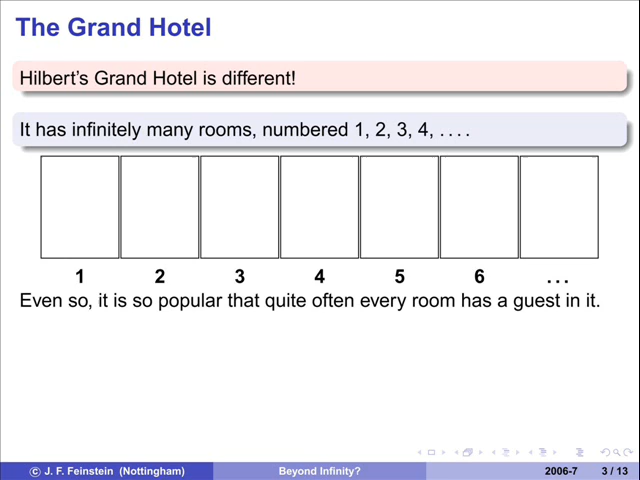 The Grand Hotel
Hilbert's Grand Hotel is different!
It has infinitely many rooms, numbered 1, 2, 3, 4, ....
1 2 3 4 5 6 ...
Even so, it is so popular that quite often every room has a guest in it.
© J. F. Feinstein (Nottingham) Beyond Infinity? 2006-7 3 / 13